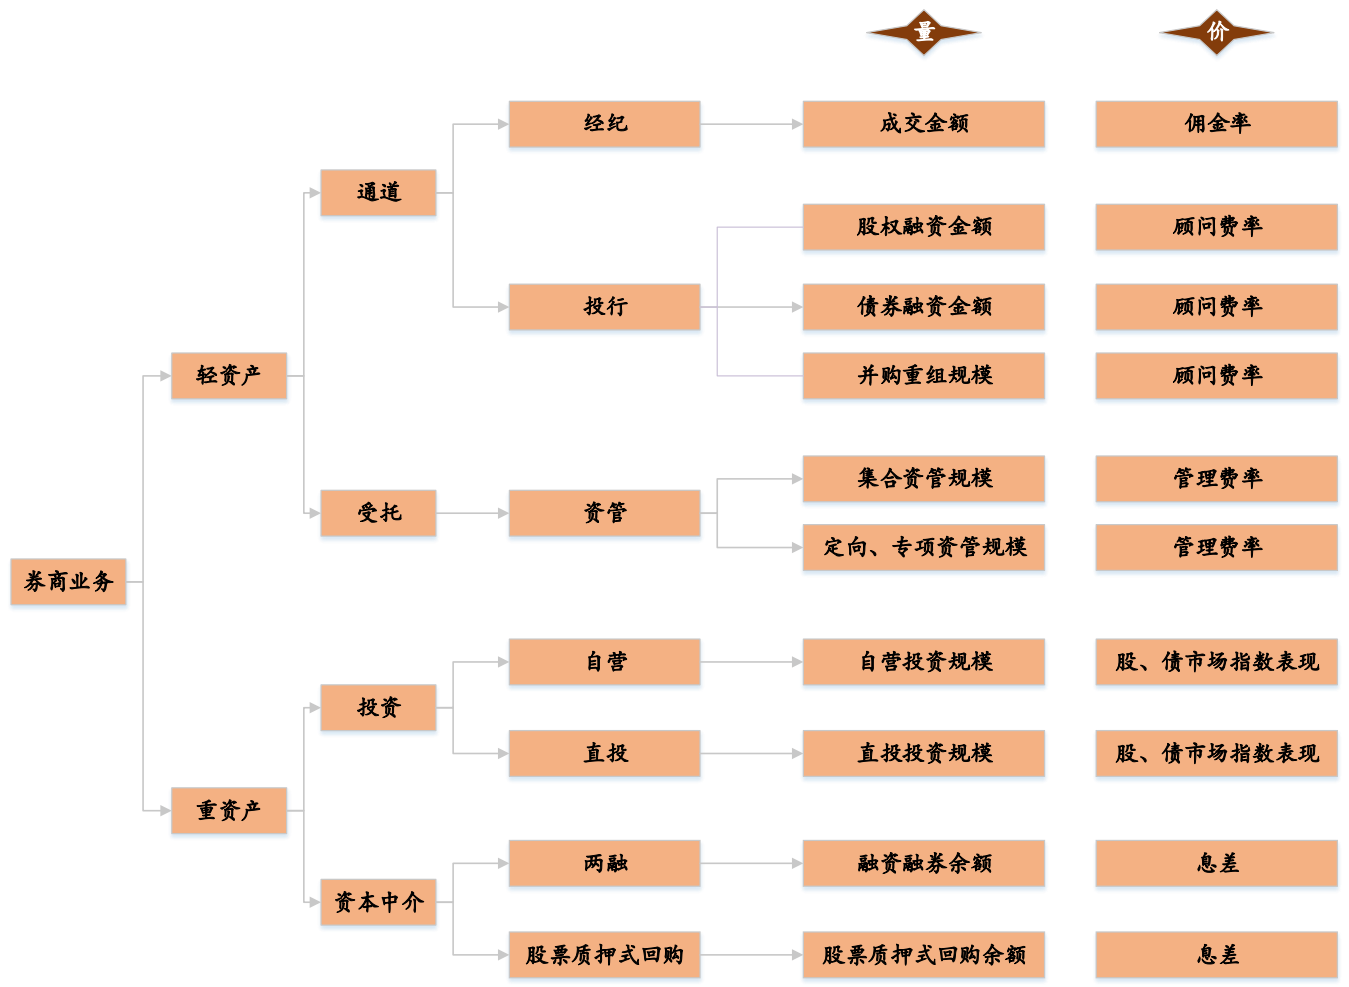 量
价
经纪
成交金额
佣金率
通道
股权融资金额
顾问费率
投行
债券融资金额
顾问费率
轻资产
并购重组规模
顾问费率
集合资管规模
管理费率
受托
资管
定向、专项资管规模
管理费率
券商业务
自营
自营投资规模
股、债市场指数表现
投资
直投
直投投资规模
股、债市场指数表现
重资产
两融
融资融券余额
息差
资本中介
股票质押式回购
股票质押式回购余额
息差